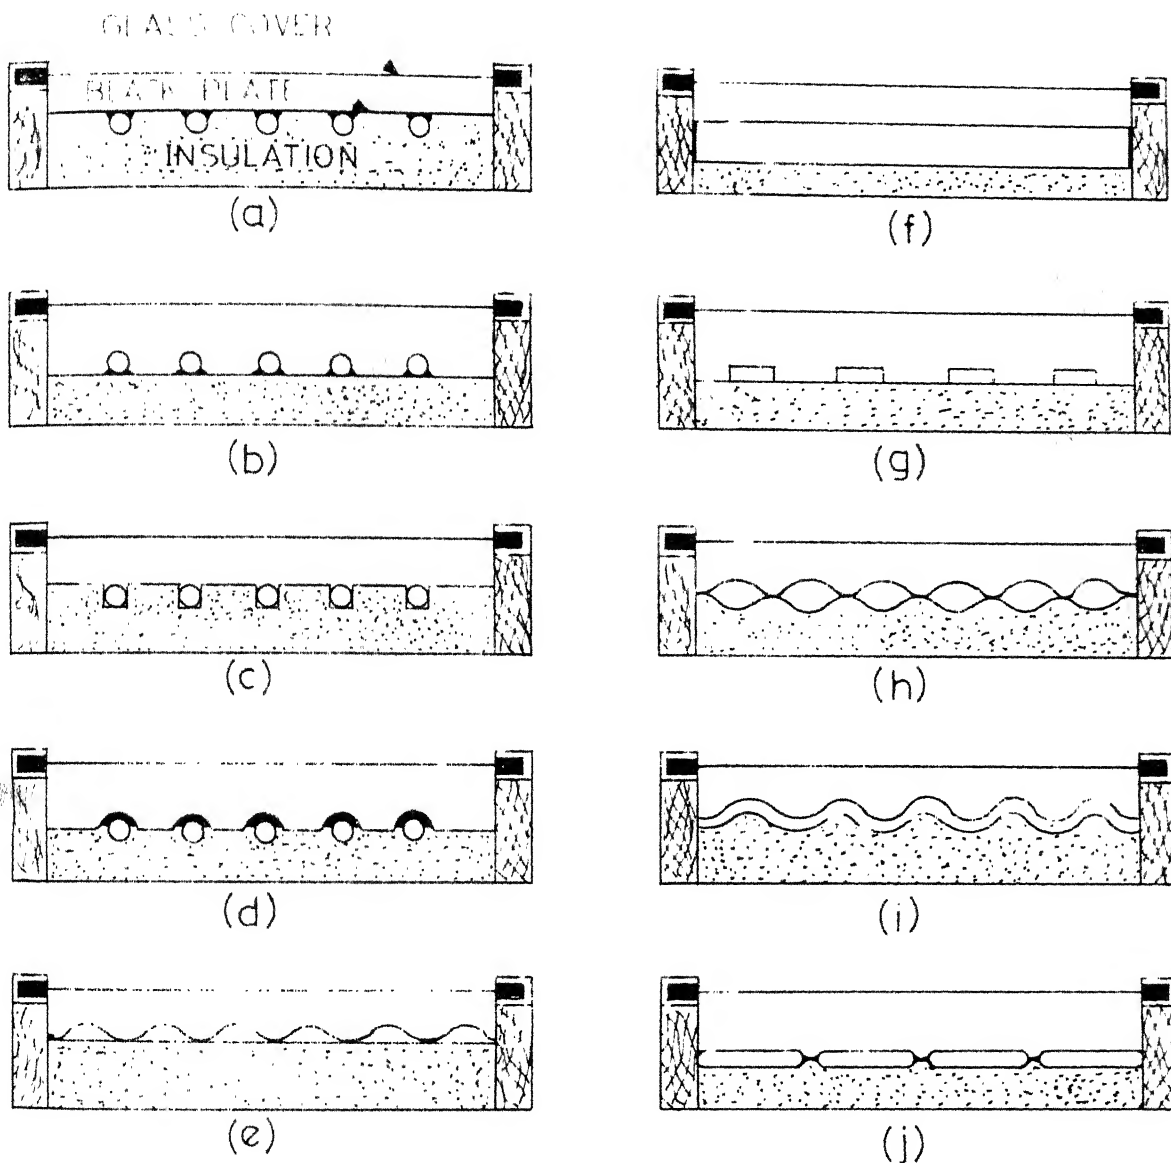 GLASS COVER
BLACK PLATE
INSULATION
(a)
(b)
(c)
(d)
(e)
(f)
(g)
(h)
(i)
(j)